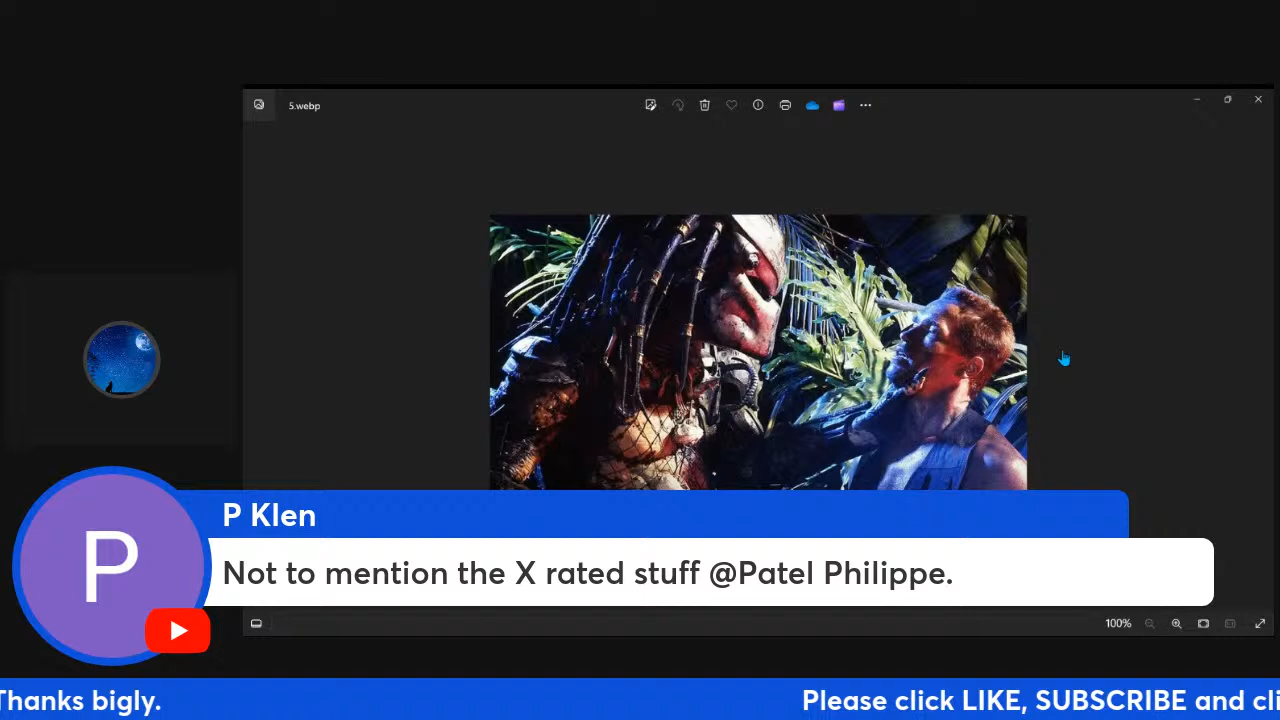 5.webp
P
P Klen
Not to mention the X rated stuff @Patel Philippe.
100%
Thanks bigly.
Please click LIKE, SUBSCRIBE and cli